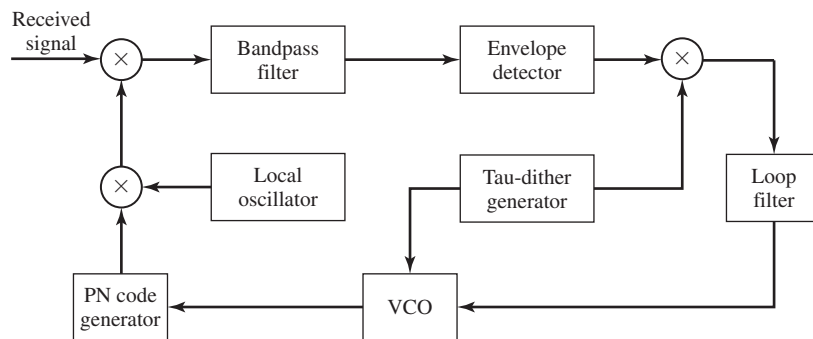 Received
signal
×
Bandpass
filter
Envelope
detector
×
×
Local
oscillator
Tau-dither
generator
Loop
filter
PN code
generator
VCO